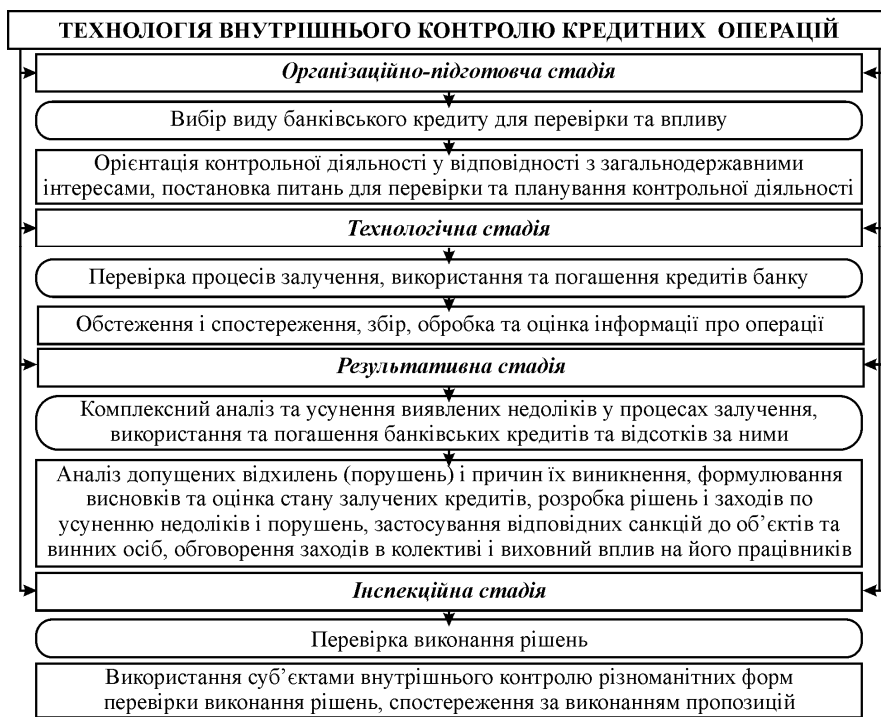 ТЕХНОЛОГІЯ ВНУТРІШНЬОГО КОНТРОЛЮ КРЕДИТНИХ ОПЕРАЦІЙ
Організаційно-підготовча стадія
Вибір виду банківського кредиту для перевірки та впливу
Орієнтація контрольної діяльності у відповідності з загальнодержавними
інтересами, постановка питань для перевірки та планування контрольної діяльності
Технологічна стадія
Перевірка процесів залучення, використання та погашення кредитів банку
Обстеження і спостереження, збір, обробка та оцінка інформації про операції
Результативна стадія
Комплексний аналіз та усунення виявлених недоліків у процесах залучення,
використання та погашення банківських кредитів та відсотків за ними
Аналіз допущених відхилень (порушень) і причин їх виникнення, формулювання
висновків та оцінка стану залучених кредитів, розробка рішень і заходів по
усуненню недоліків і порушень, застосування відповідних санкцій до об’єктів та
винних осіб, обговорення заходів в колективі і виховний вплив на його працівників
Інспекційна стадія
Перевірка виконання рішень
Використання суб’єктами внутрішнього контролю різноманітних форм
перевірки виконання рішень, спостереження за виконанням пропозицій